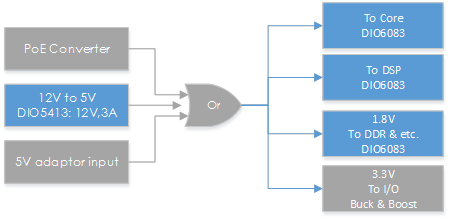 PoE Converter
12V to 5V
DIO5413: 12V,3A
5V adaptor input
Or
To Core
DIO6083
To DSP
DIO6083
1.8V
To DDR & etc.
DIO6083
3.3V
To I/O
Buck & Boost